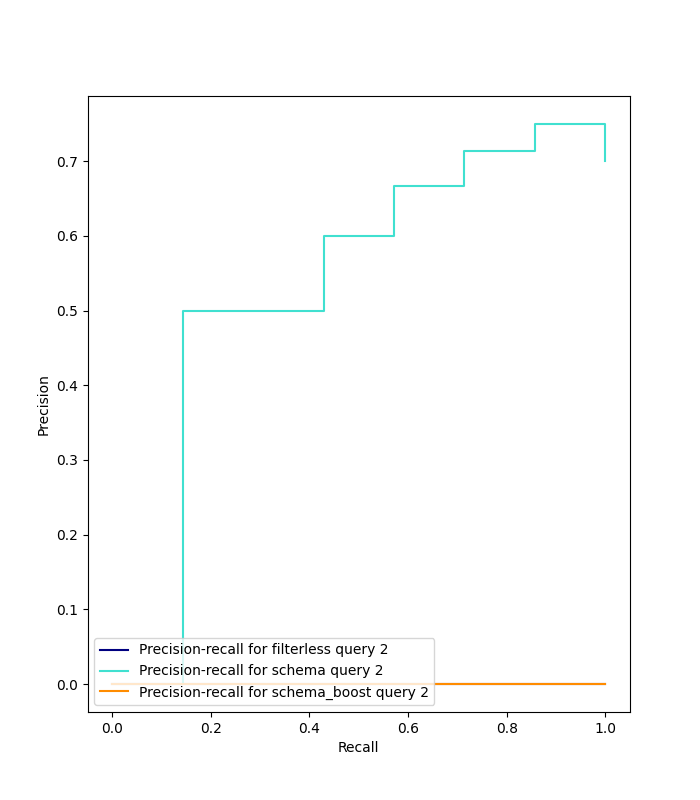 0.7
0.6
0.5
0.4
0.3
0.2
0.1
0.0
Precision
Precision-recall for filterless query 2
Precision-recall for schema query 2
Precision-recall for schema_boost query 2
0.0 0.2 0.4 0.6 0.8 1.0
Recall